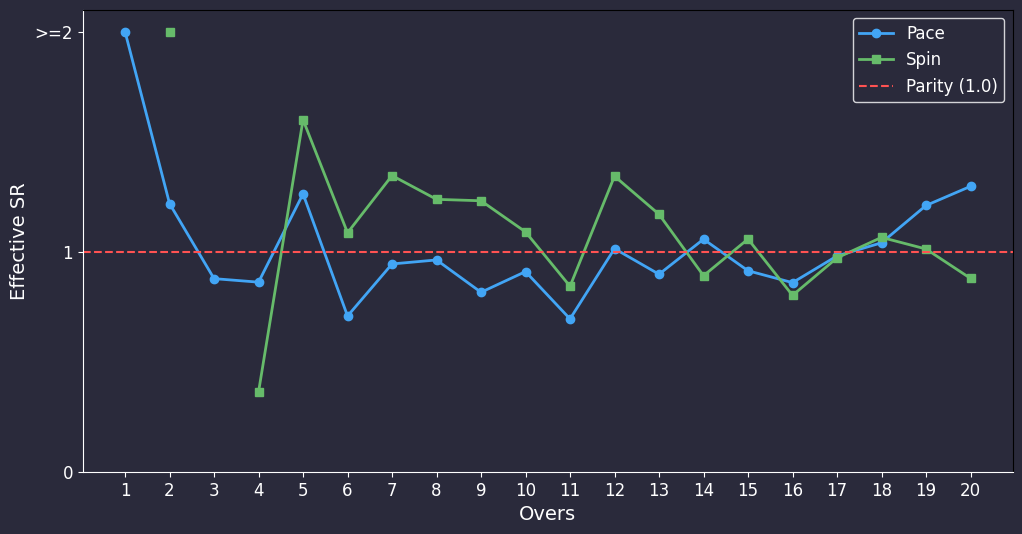 >=2
1
0
Effective SR
1 2 3 4 5 6 7 8 9 10 11 12 13 14 15 16 17 18 19 20
Overs
Pace
Spin
Parity (1.0)